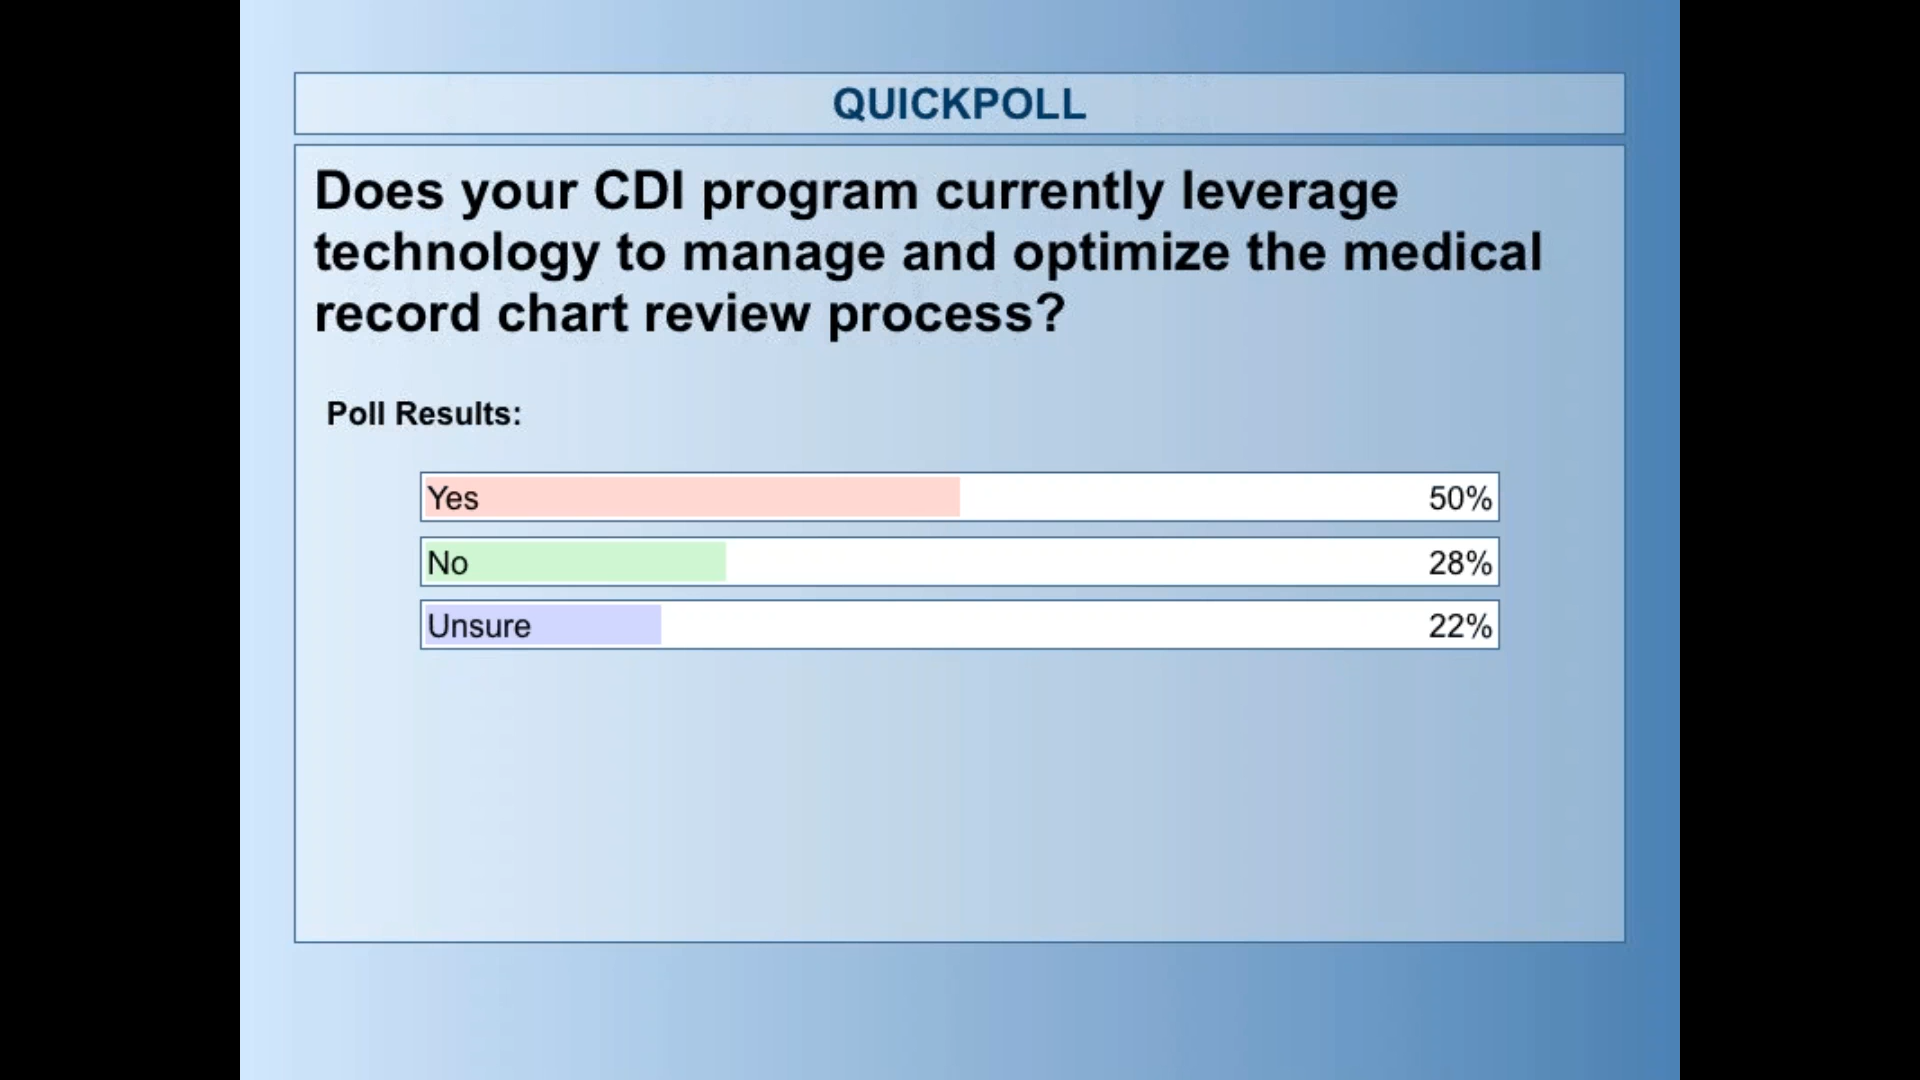 QUICKPOLL
Does your CDI program currently leverage
technology to manage and optimize the medical
record chart review process?
Poll Results:
Yes 50%
No 28%
Unsure 22%